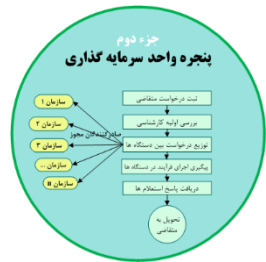 جزء دوم
پنجره واحد سرمایه گذاری
ثبت درخواست متقاضی
بررسی اولیه کارشناسی
توزیع درخواست بین دستگاه ها
پیگیری اجرای فرآیند در دستگاه ها
دریافت پاسخ استعلام ها
تحویل به
متقاضی
صادرکنندگان مجوز
سازمان ۱
سازمان ۲
سازمان ۳
سازمان ...
سازمان n